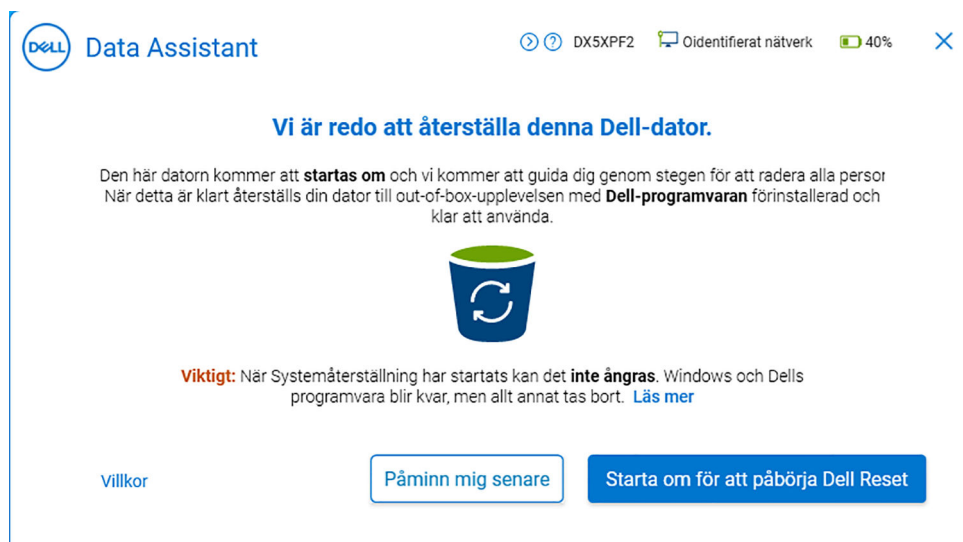 DELL
Data Assistant
DX5XPF2 Oidentifierat nätverk 40%
Vi är redo att återställa denna Dell-dator.
Den här datorn kommer att startas om och vi kommer att guida dig genom stegen för att radera alla person
När detta är klart återställs din dator till out-of-box-upplevelsen med Dell-programvaran förinstallerad och
klar att använda.
Viktigt: När Systemåterställning har startats kan det inte ångras. Windows och Dells
programvara blir kvar, men allt annat tas bort. Läs mer
Villkor
Påminn mig senare
Starta om för att påbörja Dell Reset